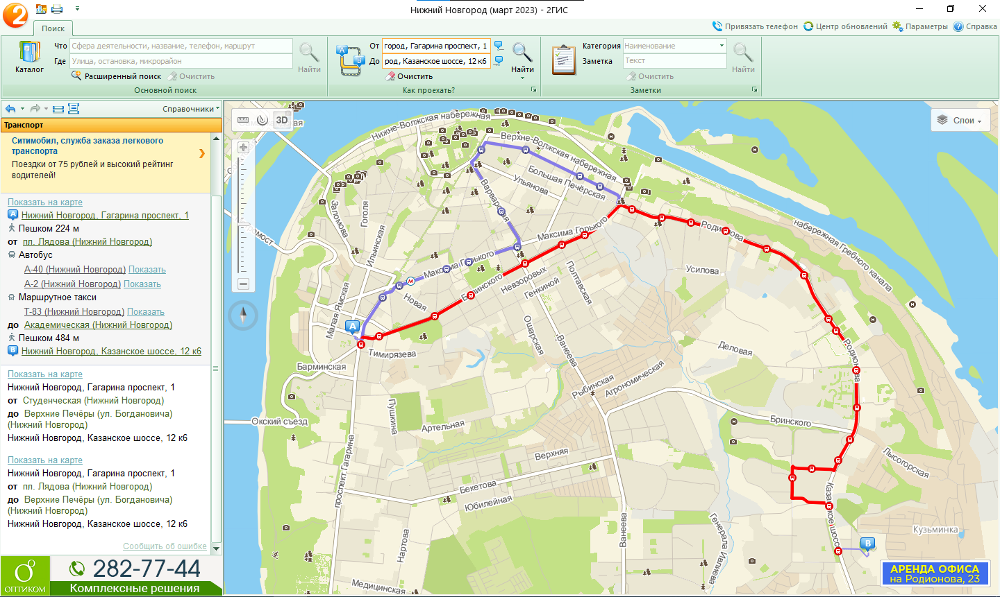 Нижний Новгород (март 2023) - 2ГИС
Поиск
Привязать телефон
Центр обновлений
Параметры
Справка
Каталог
Что
Сфера деятельности, название, телефон, маршрут
Где
Улица, остановка, микрорайон
Расширенный поиск
Очистить
Найти
Основной поиск
От
город, Гагарина проспект, 1
До
род, Казанское шоссе, 12 к6
Очистить
Найти
Как проехать?
Категория
Наименование
Заметка
Текст
Очистить
Найти
Заметки
Справочники
Транспорт
Ситимобил, служба заказа легкового
транспорта
Поездки от 75 рублей и высокий рейтинг
водителей!
Показать на карте
A Нижний Новгород, Гагарина проспект, 1
Пешком 224 м
от пл. Лядова (Нижний Новгород)
Автобус
А-40 (Нижний Новгород) Показать
А-2 (Нижний Новгород) Показать
Маршрутное такси
Т-83 (Нижний Новгород) Показать
до Академическая (Нижний Новгород)
Пешком 484 м
B Нижний Новгород, Казанское шоссе, 12 к6
Показать на карте
Нижний Новгород, Гагарина проспект, 1
от Студенческая (Нижний Новгород)
до Верхние Печёры (ул. Богдановича)
(Нижний Новгород)
Нижний Новгород, Казанское шоссе, 12 к6
Показать на карте
Нижний Новгород, Гагарина проспект, 1
от пл. Лядова (Нижний Новгород)
до Верхние Печёры (ул. Богдановича)
(Нижний Новгород)
Нижний Новгород, Казанское шоссе, 12 к6
Сообщить об ошибке
ОПТИКОМ
282-77-44
Комплексные решения
3D
Слои
Нижне-Волжская набережная
Верхне-Волжская набережная
Большая Печёрская
Ульянова
Варварская
Заломова
Гоголя
Ильинская
Максима Горького
Максима Горького
Родионова
набережная Гребного канала
Усилова
Белинского
Невзоровых
Генкиной
Полтавская
Новая
Малая Ямская
A
Ошарская
Ванеева
Тимирязева
Барминская
Деловая
Родионова
Рыбинская
Агрономическая
Пушкина
Окский съезд
Артельная
Бринского
проспект Гагарина
Верхняя
Лысогорская
Бекетова
Юбилейная
Казанское шоссе
Ванеева
Нартова
Генерала Ивлиева
Кузьминка
B
Медицинская
АРЕНДА ОФИСА
на Родионова, 23